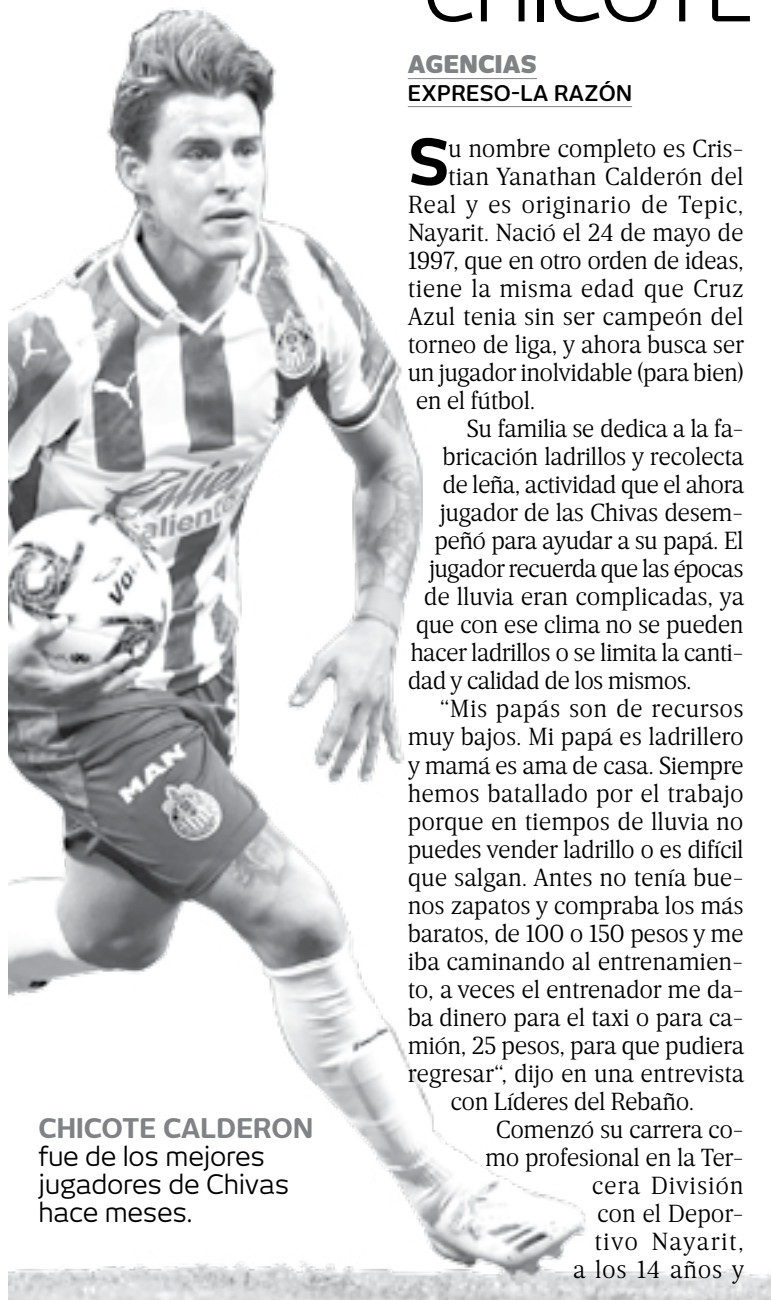 CHICOTE
AGENCIAS
EXPRESO-LA RAZÓN
Su nombre completo es Cris-
tian Yanathan Calderón del
Real y es originario de Tepic,
Nayarit. Nació el 24 de mayo de
1997, que en otro orden de ideas,
tiene la misma edad que Cruz
Azul tenia sin ser campeón del
torneo de liga, y ahora busca ser
un jugador inolvidable (para bien)
en el fútbol.
Su familia se dedica a la fa-
bricación ladrillos y recolecta
de leña, actividad que el ahora
jugador de las Chivas desem-
peñó para ayudar a su papá. El
jugador recuerda que las épocas
de lluvia eran complicadas, ya
que con ese clima no se pueden
hacer ladrillos o se limita la canti-
dad y calidad de los mismos.
“Mis papás son de recursos
muy bajos. Mi papá es ladrillero
y mamá es ama de casa. Siempre
hemos batallado por el trabajo
porque en tiempos de lluvia no
puedes vender ladrillo o es difícil
que salgan. Antes no tenía bue-
nos zapatos y compraba los más
baratos, de 100 o 150 pesos y me
iba caminando al entrenamien-
to, a veces el entrenador me da-
ba dinero para el taxi o para ca-
mión, 25 pesos, para que pudiera
regresar“, dijo en una entrevista
con Líderes del Rebaño.
Comenzó su carrera co-
mo profesional en la Ter-
cera División
con el Depor-
tivo Nayarit,
a los 14 años y
Caliente
caliente
Vo
MAN
CHICOTE CALDERON
fue de los mejores
jugadores de Chivas
hace meses.